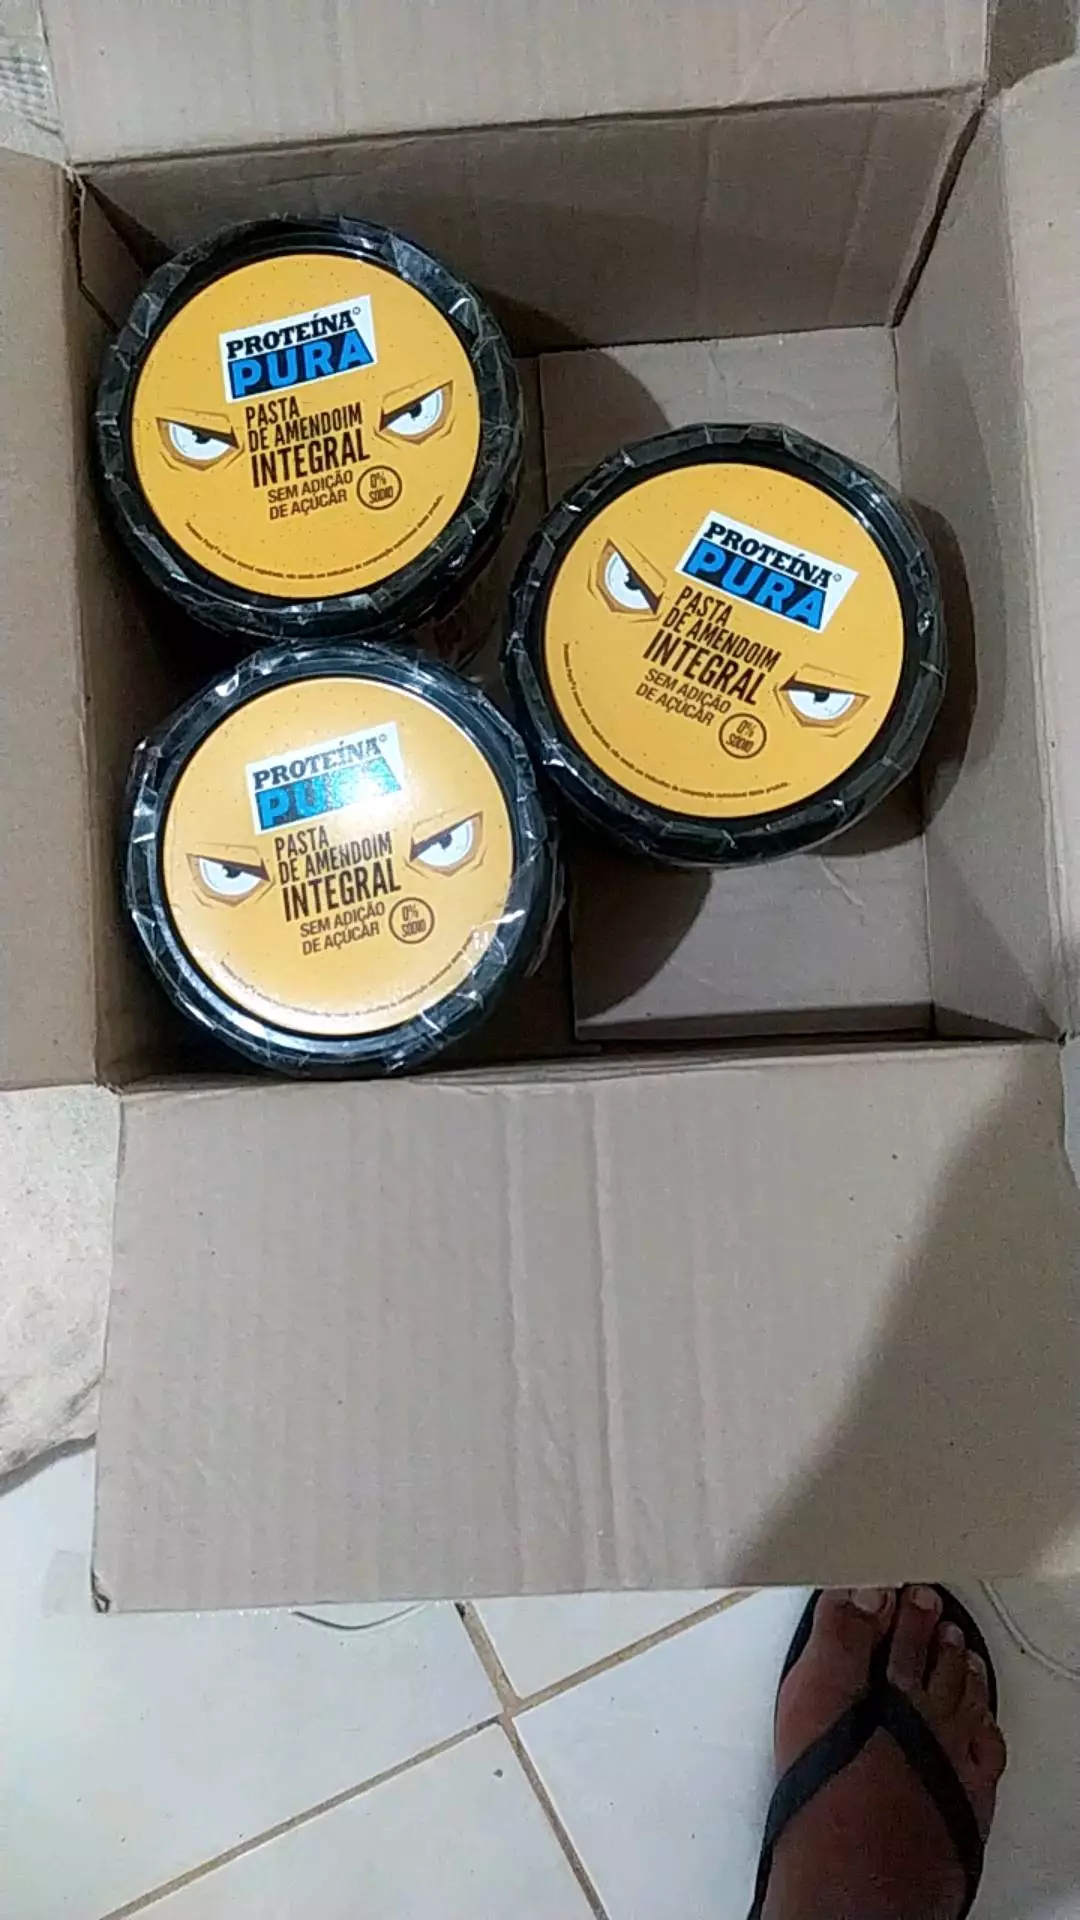 PROTEÍNA
PURA
PASTA
DE AMENDOIM
INTEGRAL
SEM ADIÇÃO
DE AÇÚCAR
0%
SÓDIO
PROTEÍNA
PURA
PASTA
DE AMENDOIM
INTEGRAL
SEM ADIÇÃO
DE AÇÚCAR
0%
SÓDIO
PROTEÍNA
PURA
PASTA
DE AMENDOIM
INTEGRAL
SEM ADIÇÃO
DE AÇÚCAR
0%
SÓDIO